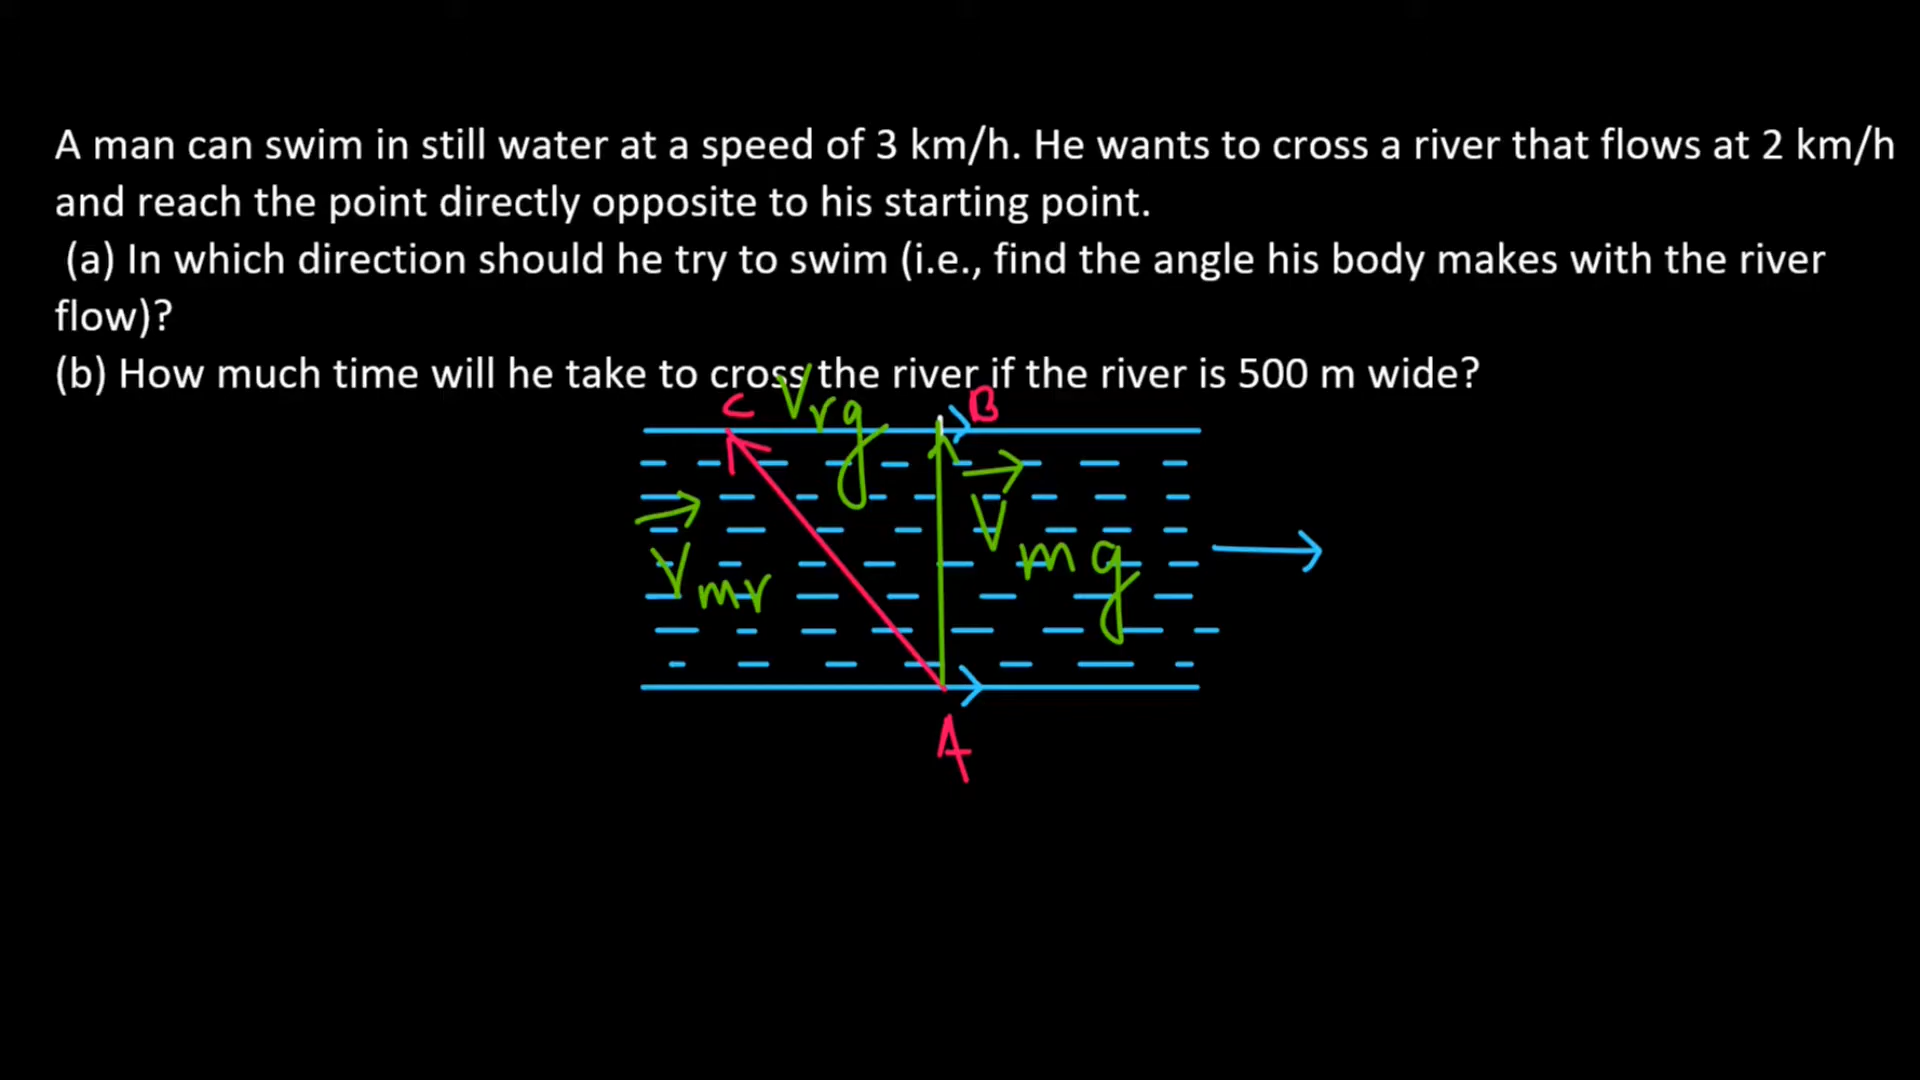 A man can swim in still water at a speed of 3 km/h. He wants to cross a river that flows at 2 km/h
and reach the point directly opposite to his starting point.
(a) In which direction should he try to swim (i.e., find the angle his body makes with the river
flow)?
(b) How much time will he take to cross the river if the river is 500 m wide?
C Vrg B
Vmr Vmg
A